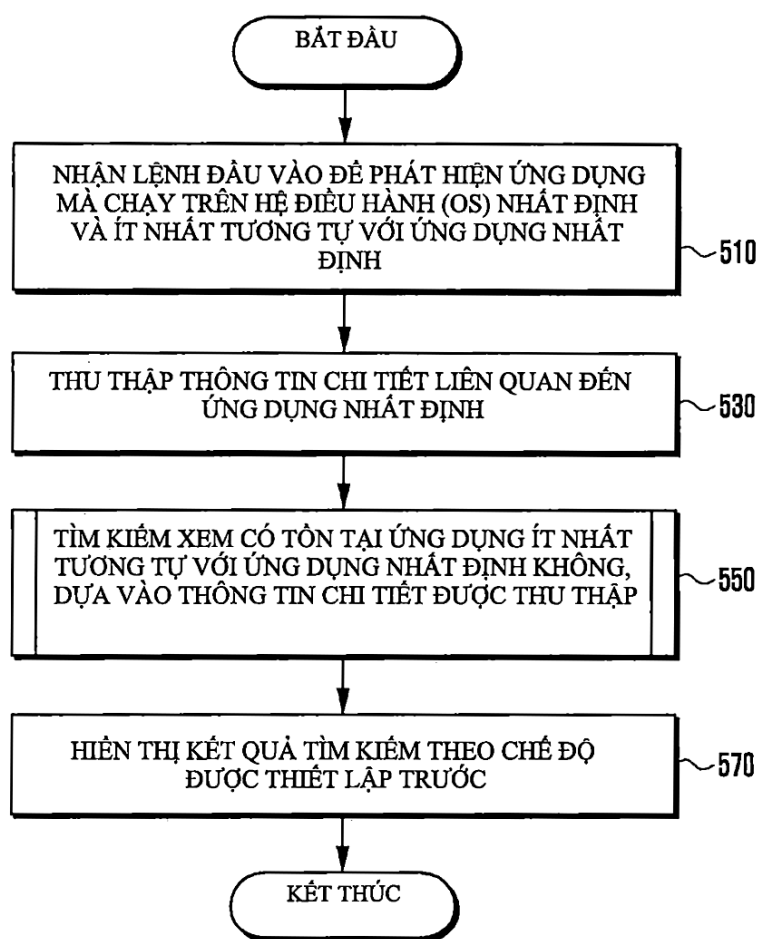 BẮT ĐẦU
NHẬN LỆNH ĐẦU VÀO ĐỂ PHÁT HIỆN ỨNG DỤNG
MÀ CHẠY TRÊN HỆ ĐIỀU HÀNH (OS) NHẤT ĐỊNH
VÀ ÍT NHẤT TƯƠNG TỰ VỚI ỨNG DỤNG NHẤT
ĐỊNH
510
THU THẬP THÔNG TIN CHI TIẾT LIÊN QUAN ĐẾN
ỨNG DỤNG NHẤT ĐỊNH
530
TÌM KIẾM XEM CÓ TỒN TẠI ỨNG DỤNG ÍT NHẤT
TƯƠNG TỰ VỚI ỨNG DỤNG NHẤT ĐỊNH KHÔNG,
DỰA VÀO THÔNG TIN CHI TIẾT ĐƯỢC THU THẬP
550
HIỂN THỊ KẾT QUẢ TÌM KIẾM THEO CHẾ ĐỘ
ĐƯỢC THIẾT LẬP TRƯỚC
570
KẾT THÚC